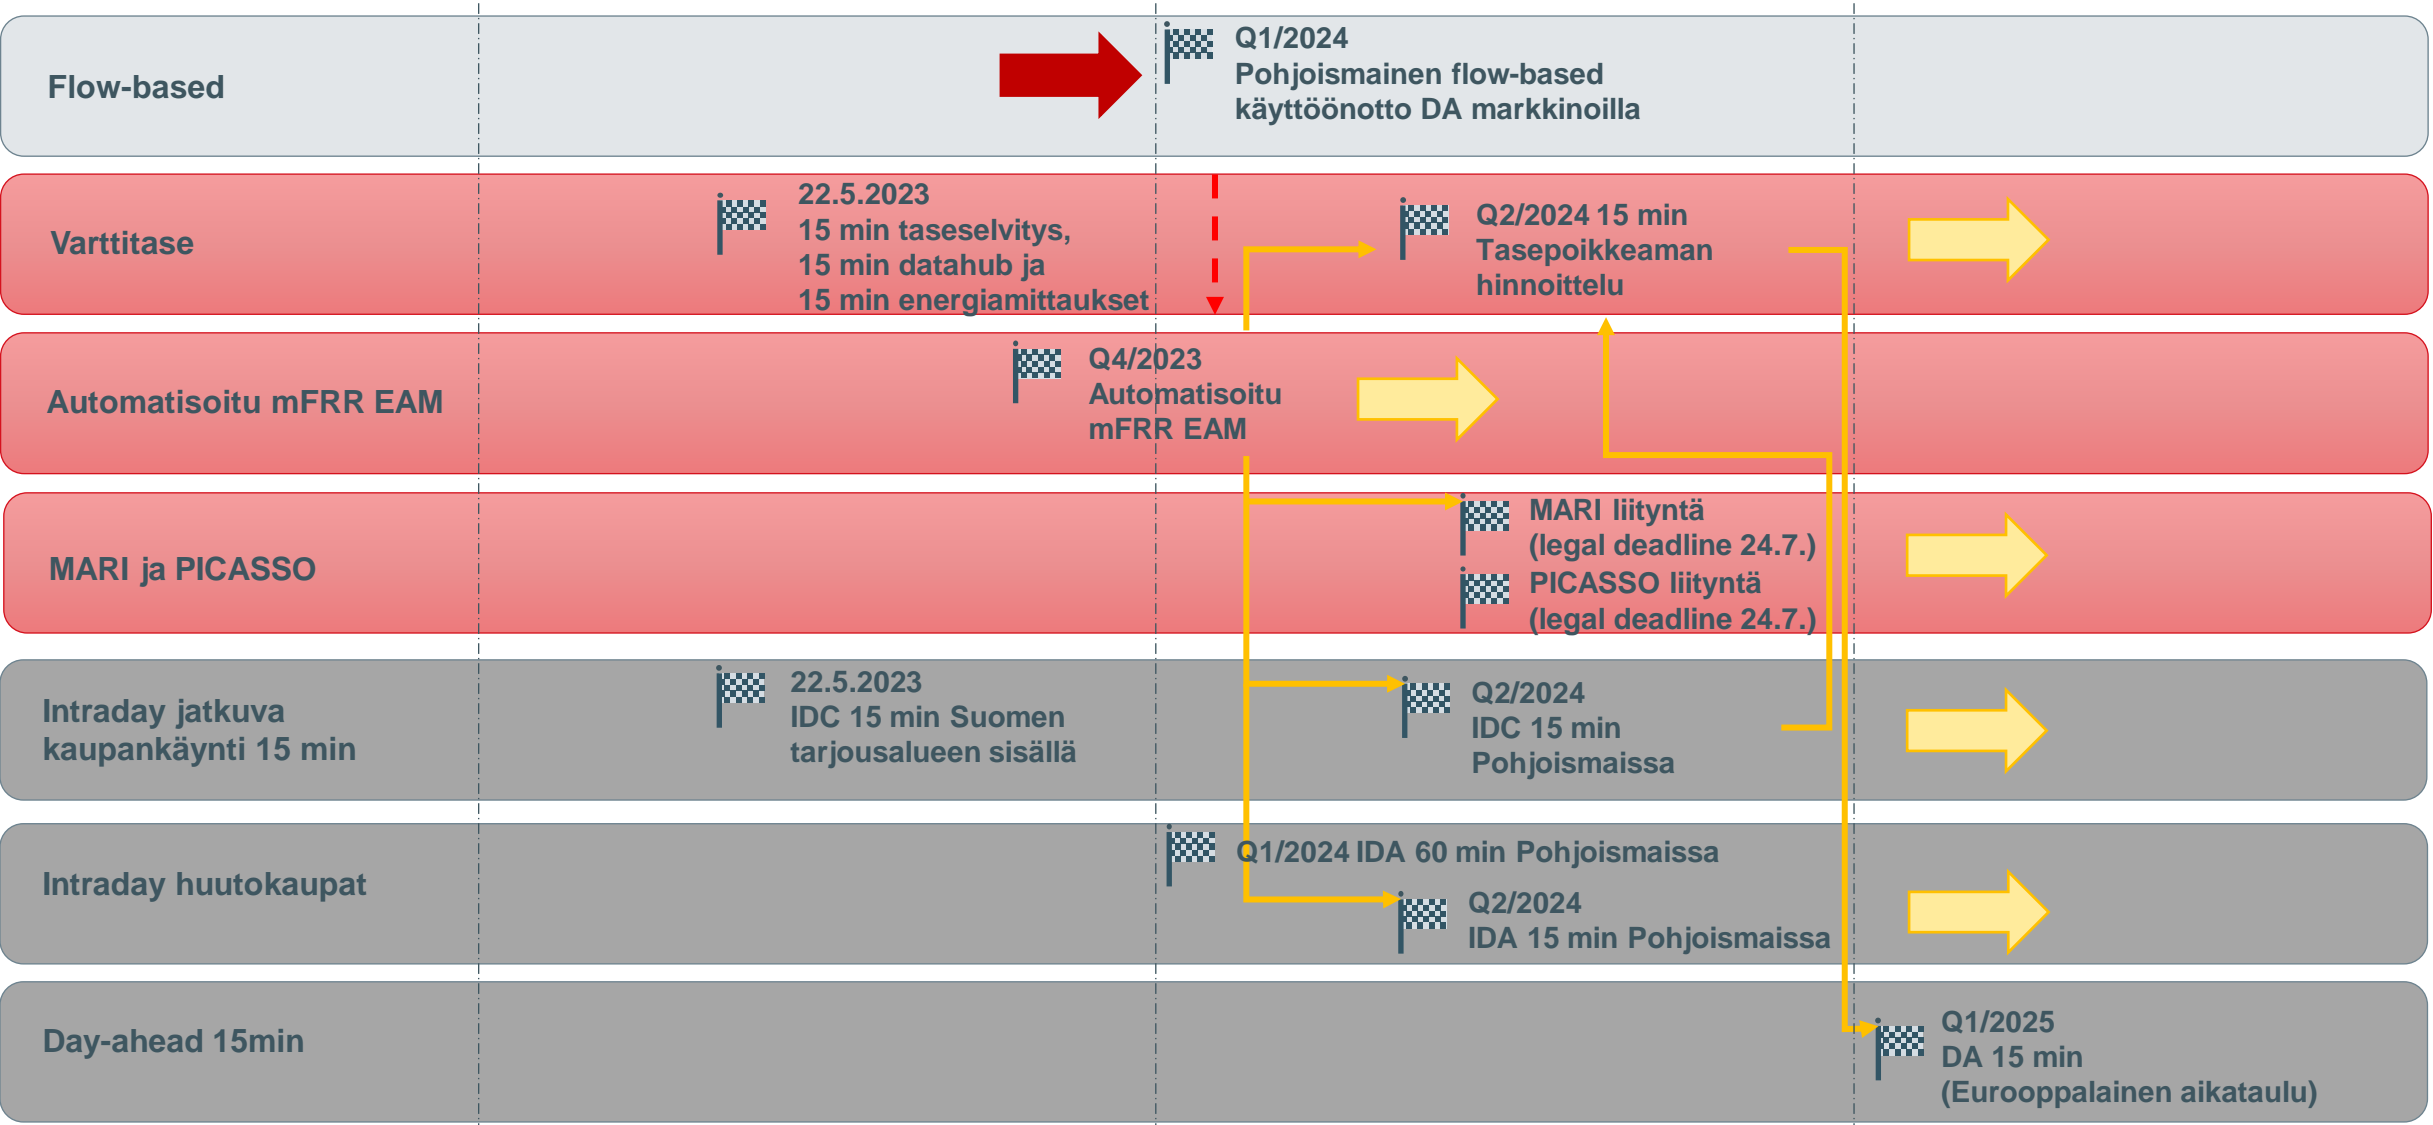 Flow-based
Q1/2024
Pohjoismainen flow-based
käyttöönotto DA markkinoilla
Varttitase
22.5.2023
15 min taseselvitys,
15 min datahub ja
15 min energiamittaukset
Q2/2024 15 min
Tasepoikkeaman
hinnoittelu
Automatisoitu mFRR EAM
Q4/2023
Automatisoitu
mFRR EAM
MARI ja PICASSO
MARI liityntä
(legal deadline 24.7.)
PICASSO liityntä
(legal deadline 24.7.)
Intraday jatkuva
kaupankäynti 15 min
22.5.2023
IDC 15 min Suomen
tarjousalueen sisällä
Q2/2024
IDC 15 min
Pohjoismaissa
Intraday huutokaupat
Q1/2024 IDA 60 min Pohjoismaissa
Q2/2024
IDA 15 min Pohjoismaissa
Day-ahead 15min
Q1/2025
DA 15 min
(Eurooppalainen aikataulu)